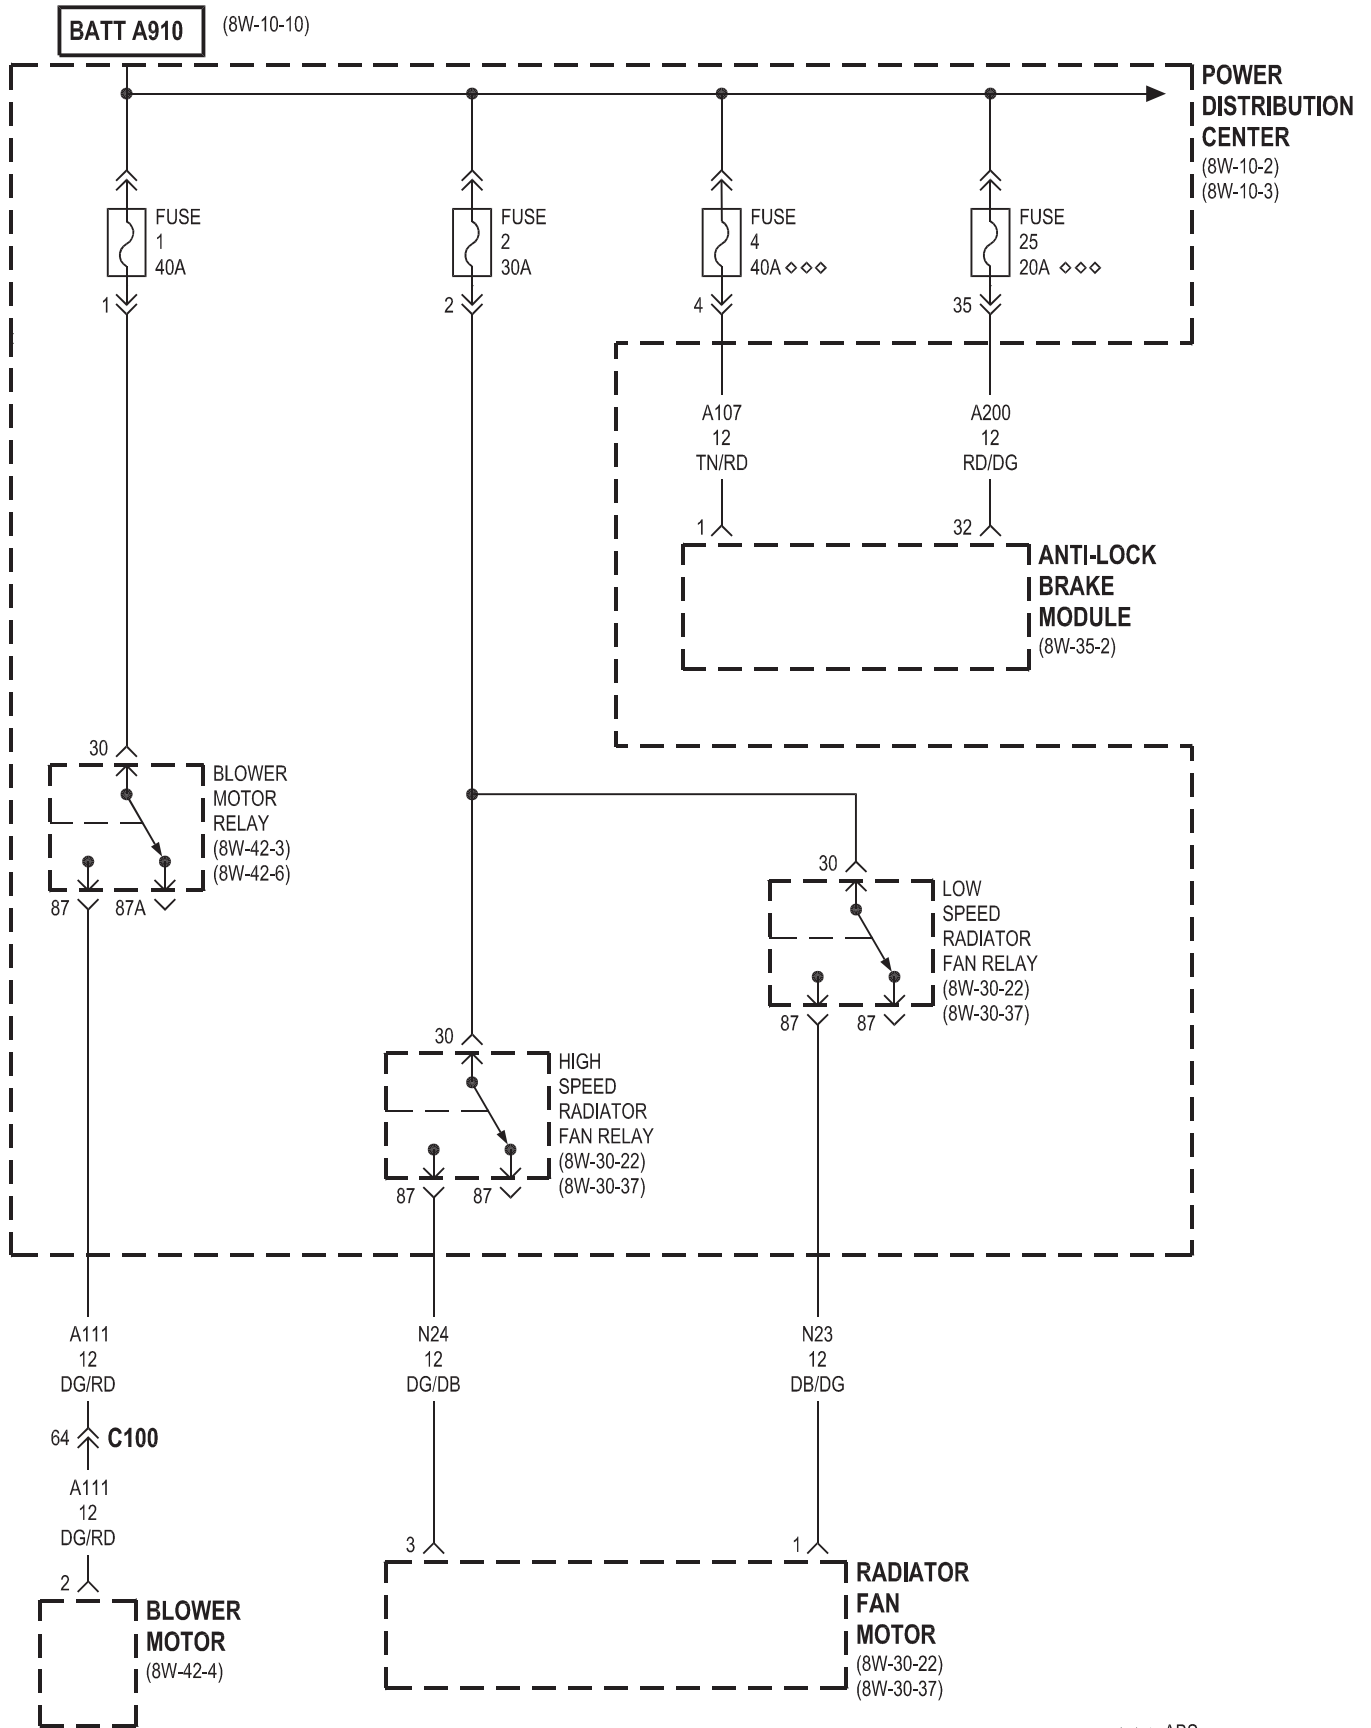 BATT A910
(8W-10-10)
POWER
DISTRIBUTION
CENTER
(8W-10-2)
(8W-10-3)
FUSE
1
40A
FUSE
2
30A
FUSE
4
40A ◇◇◇
FUSE
25
20A ◇◇◇
1
2
4
35
A107
12
TN/RD
A200
12
RD/DG
1
32
ANTI-LOCK
BRAKE
MODULE
(8W-35-2)
30
BLOWER
MOTOR
RELAY
(8W-42-3)
(8W-42-6)
87
87A
30
LOW
SPEED
RADIATOR
FAN RELAY
(8W-30-22)
(8W-30-37)
87
87
30
HIGH
SPEED
RADIATOR
FAN RELAY
(8W-30-22)
(8W-30-37)
87
87
A111
12
DG/RD
N24
12
DG/DB
N23
12
DB/DG
64
C100
A111
12
DG/RD
3
1
2
BLOWER
MOTOR
(8W-42-4)
RADIATOR
FAN
MOTOR
(8W-30-22)
(8W-30-37)